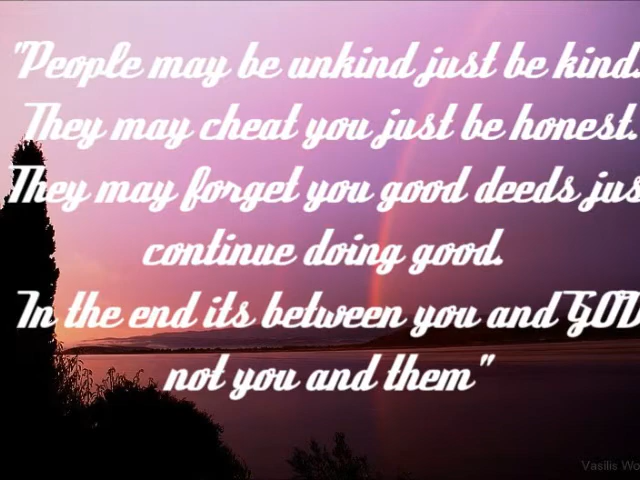 "People may be unkind just be kind.
They may cheat you just be honest.
They may forget you good deeds jus
continue doing good.
In the end its between you and GOD
not you and them"
Vasilis Wo